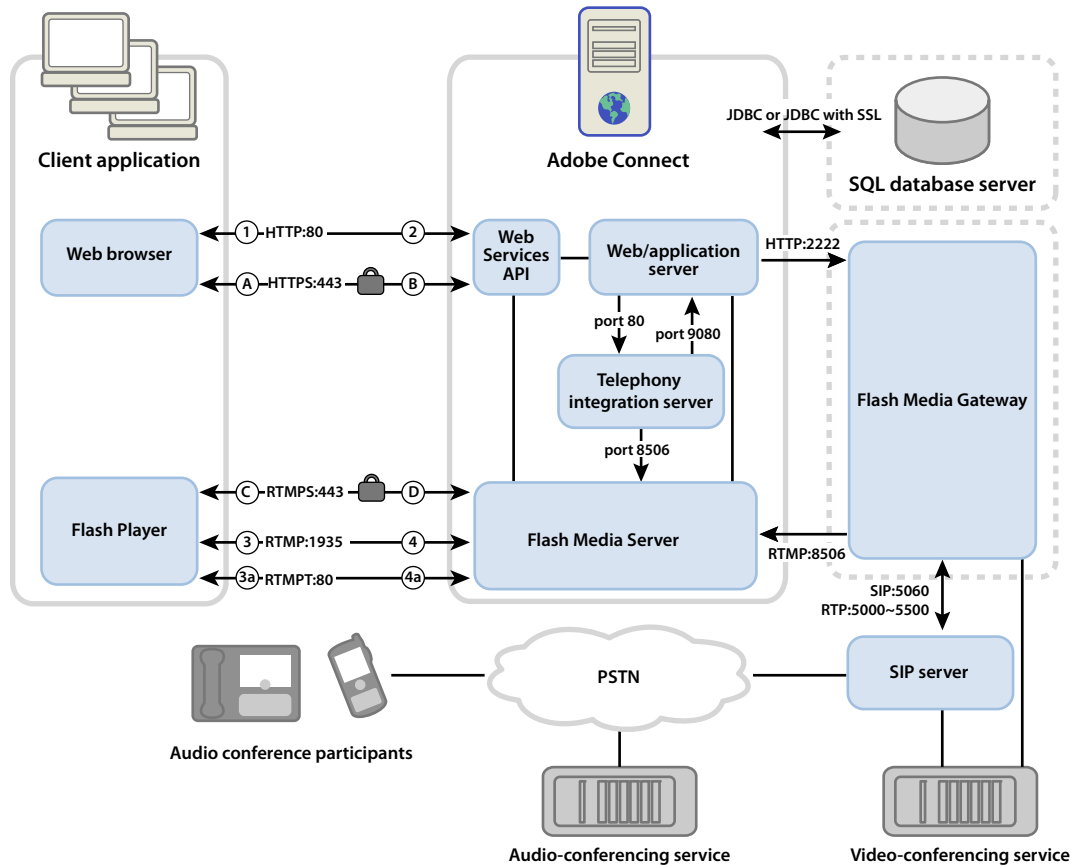 Client application
Adobe Connect
JDBC or JDBC with SSL
SQL database server
Web browser
1
HTTP:80
2
A
HTTPS:443
B
Web
Services
API
Web/application
server
HTTP:2222
port 80
port 9080
Telephony
integration server
port 8506
Flash Media Gateway
Flash Player
C
RTMPS:443
D
3
RTMP:1935
4
3a
RTMPT:80
4a
Flash Media Server
RTMP:8506
SIP:5060
RTP:5000~5500
PSTN
SIP server
Audio conference participants
Audio-conferencing service
Video-conferencing service